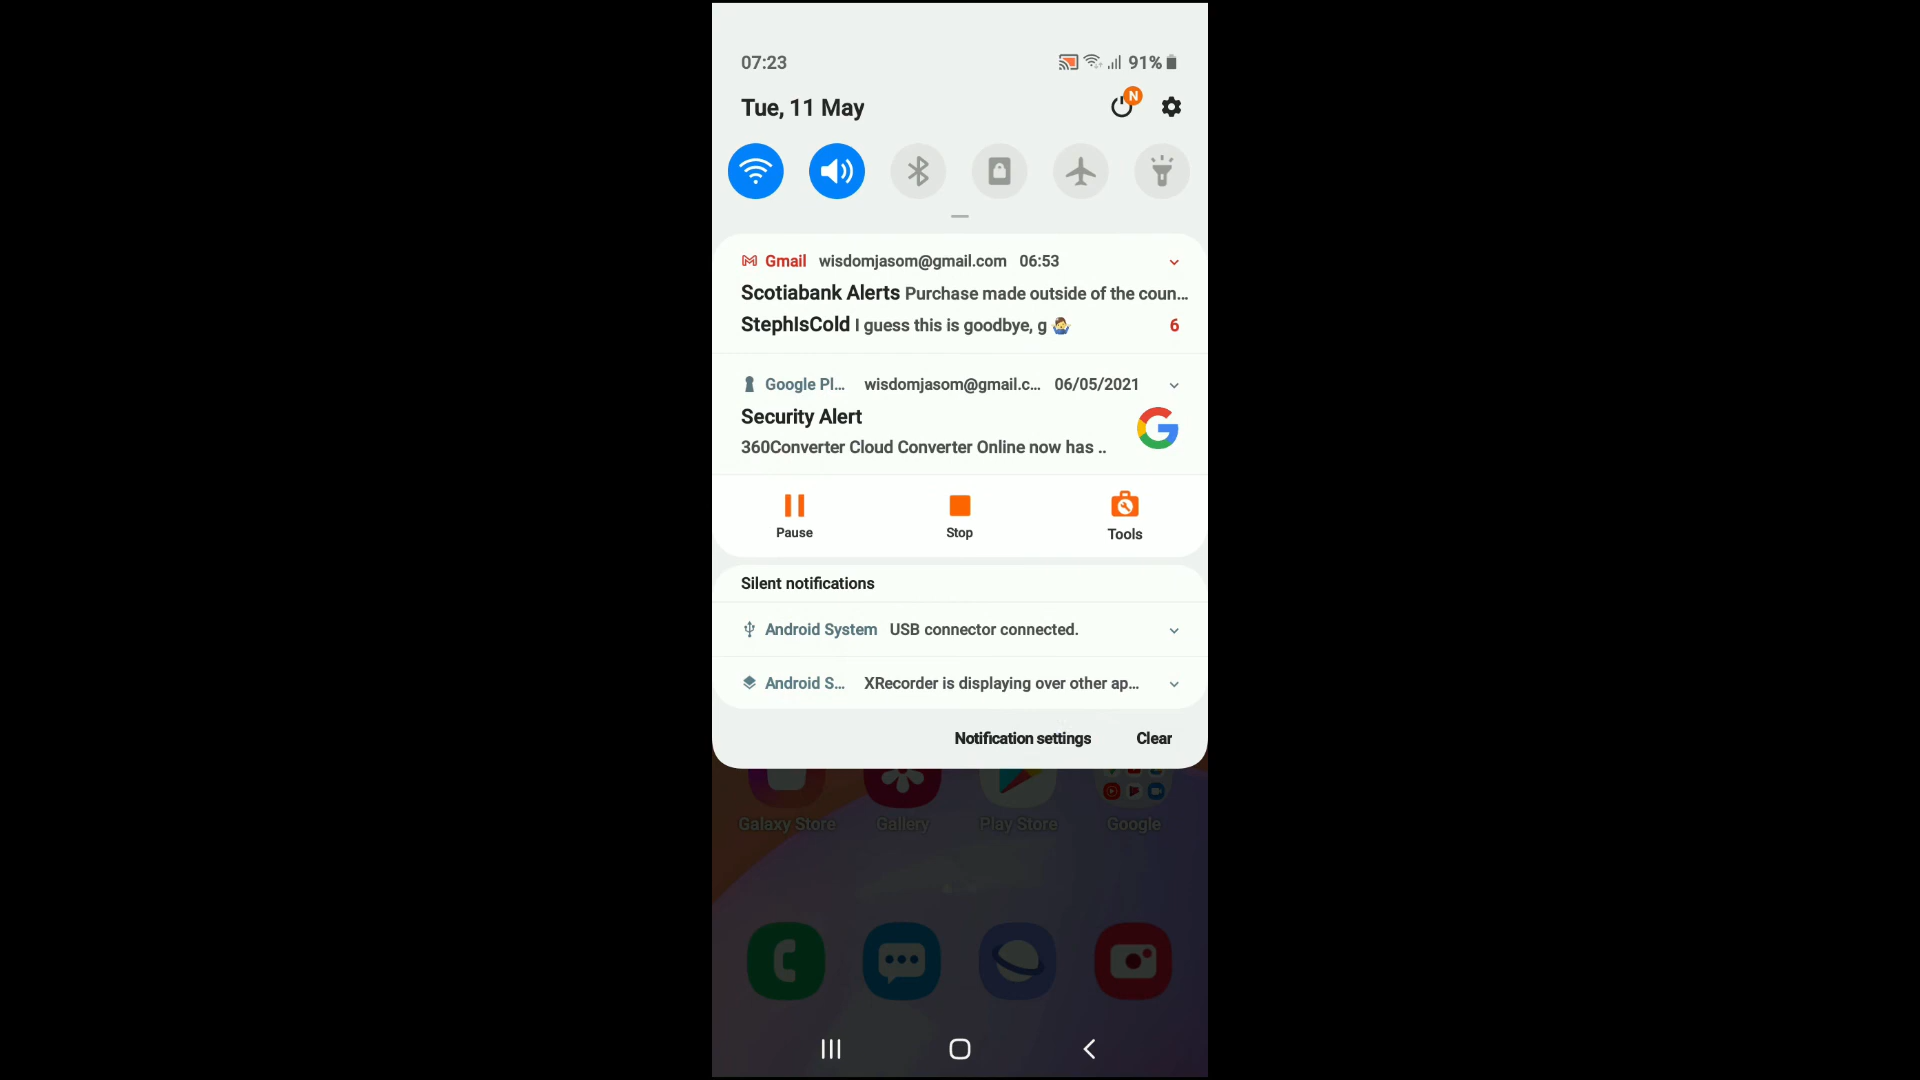 07:23 91%
Tue, 11 May N
Gmail wisdomjasom@gmail.com 06:53
Scotiabank Alerts Purchase made outside of the coun...
StephIsCold I guess this is goodbye, g 🤷‍♂️ 6
Google Pl... wisdomjasom@gmail.c... 06/05/2021
Security Alert
360Converter Cloud Converter Online now has ..
Pause Stop Tools
Silent notifications
Android System USB connector connected.
Android S... XRecorder is displaying over other ap...
Notification settings Clear
Galaxy Store Gallery Play Store Google